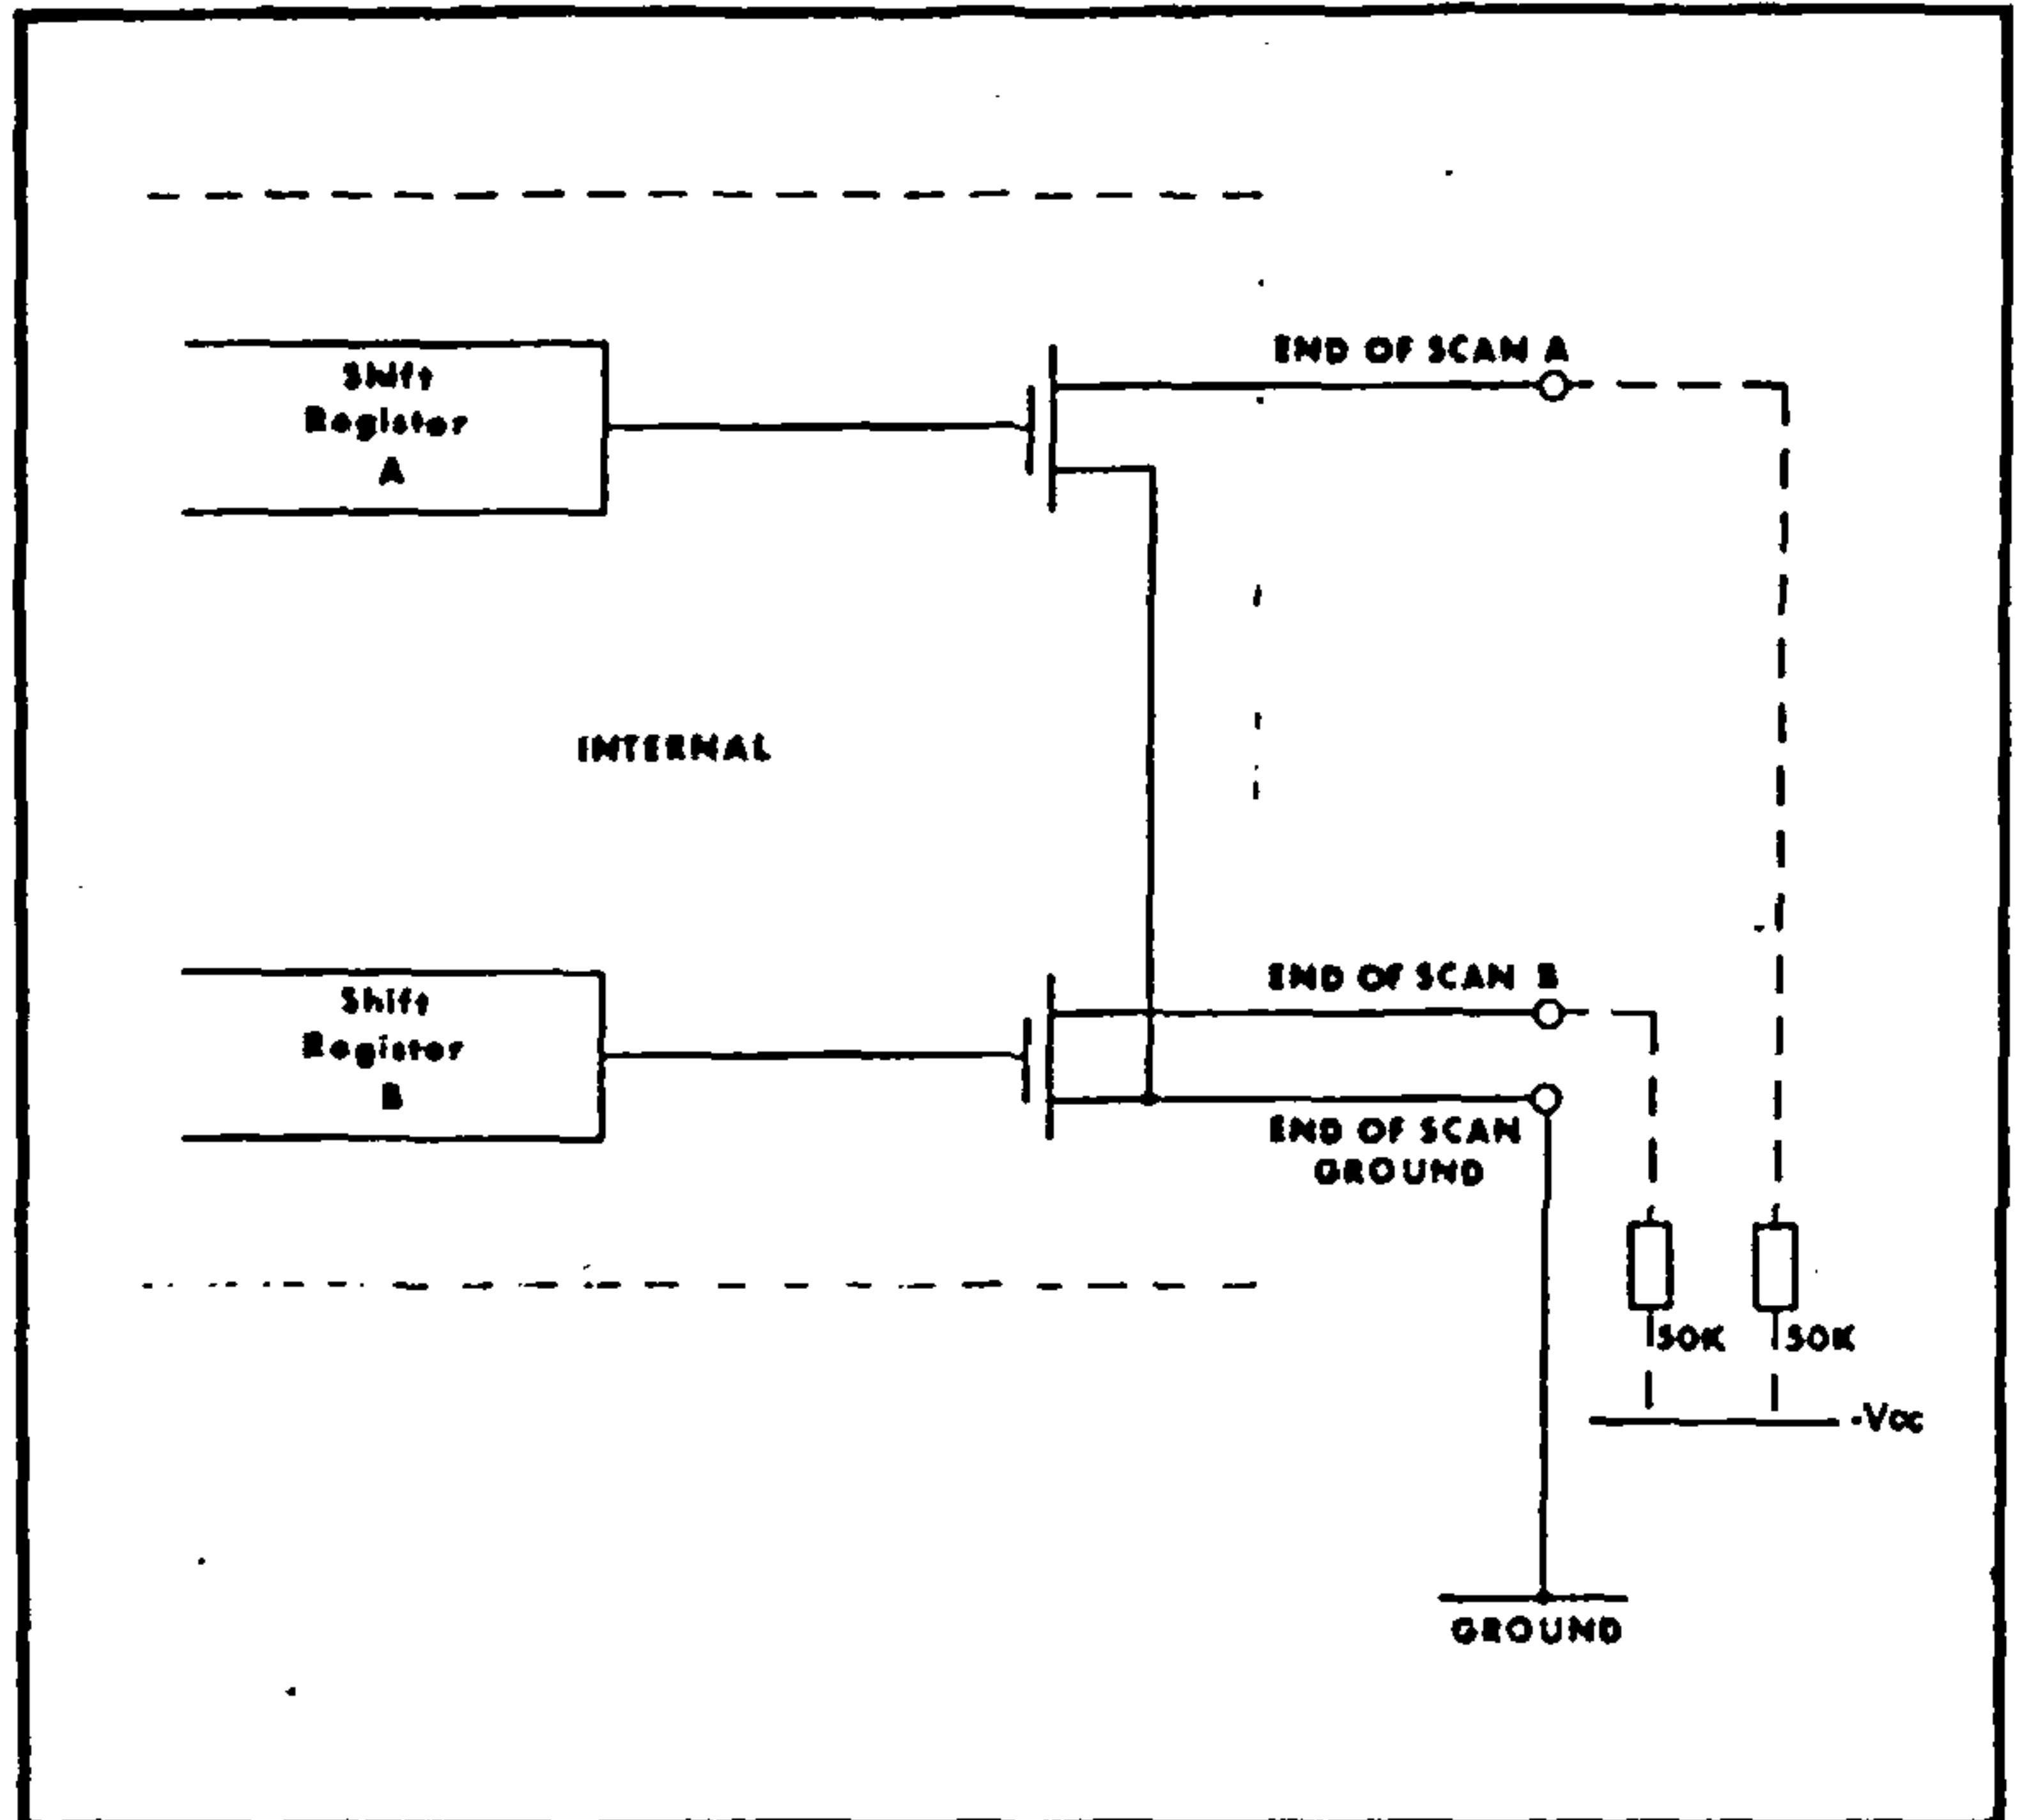 Shift
Register
A
END OF SCAN A
INTERNAL
Shift
Register
B
END OF SCAN B
END OF SCAN
GROUND
50K
50K
-Vcc
GROUND